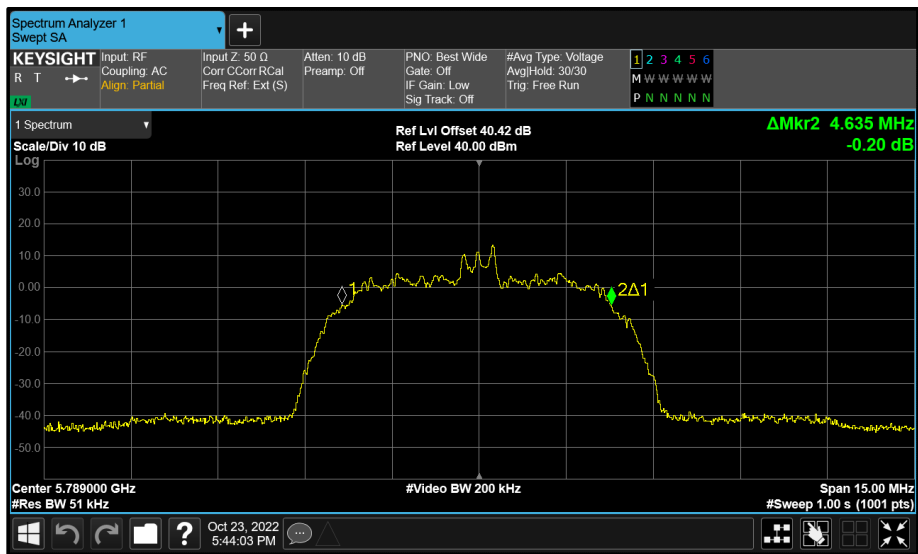 Spectrum Analyzer 1
Swept SA
KEYSIGHT
R T
LXI
Input: RF
Coupling: AC
Align: Partial
Input Z: 50 Ω
Corr CCorr RCal
Freq Ref: Ext (S)
Atten: 10 dB
Preamp: Off
PNO: Best Wide
Gate: Off
IF Gain: Low
Sig Track: Off
#Avg Type: Voltage
Avg|Hold: 30/30
Trig: Free Run
1 2 3 4 5 6
M W W W W W
P N N N N N
1 Spectrum
Scale/Div 10 dB
Ref Lvl Offset 40.42 dB
Ref Level 40.00 dBm
ΔMkr2 4.635 MHz
-0.20 dB
Log
30.0
20.0
10.0
0.00
-10.0
-20.0
-30.0
-40.0
-50.0
1
2Δ1
Center 5.789000 GHz
#Video BW 200 kHz
Span 15.00 MHz
#Res BW 51 kHz
#Sweep 1.00 s (1001 pts)
?
Oct 23, 2022
5:44:03 PM